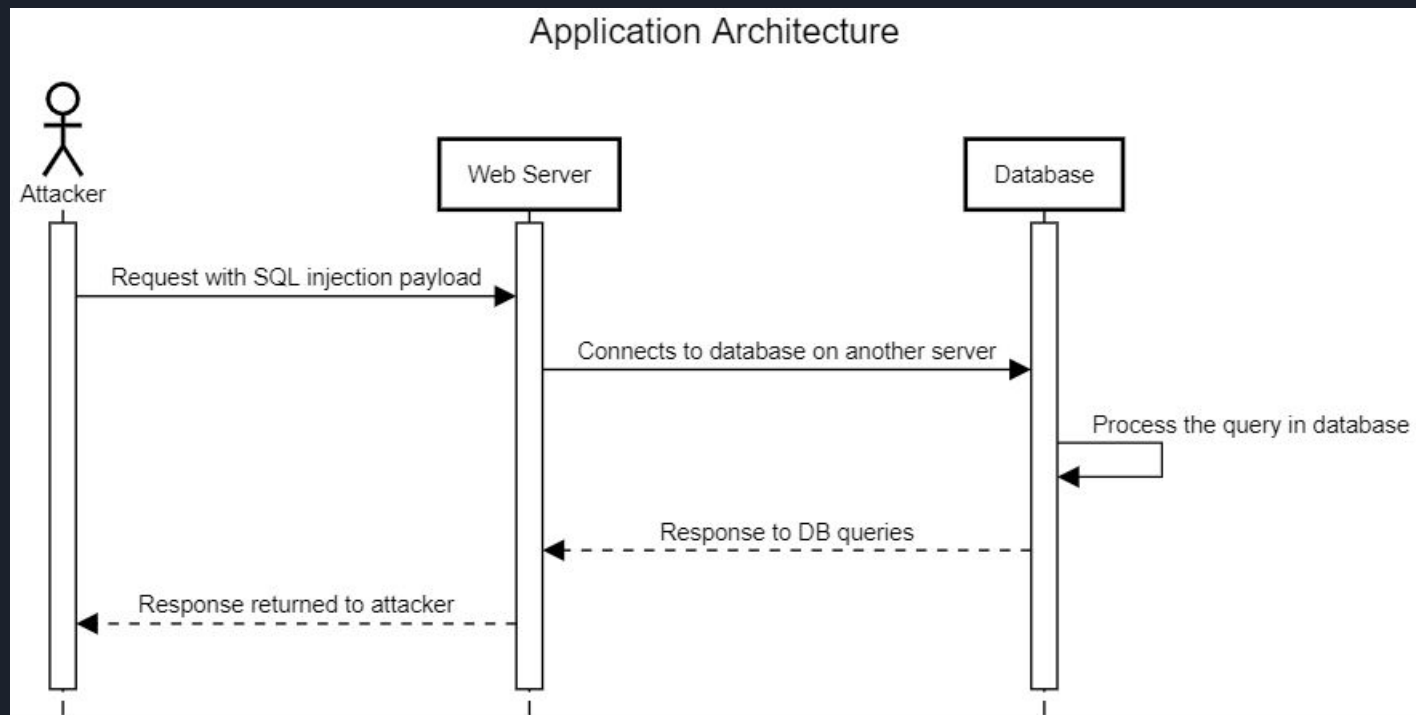 Application Architecture
Attacker
Web Server
Database
Request with SQL injection payload
Connects to database on another server
Process the query in database
Response to DB queries
Response returned to attacker